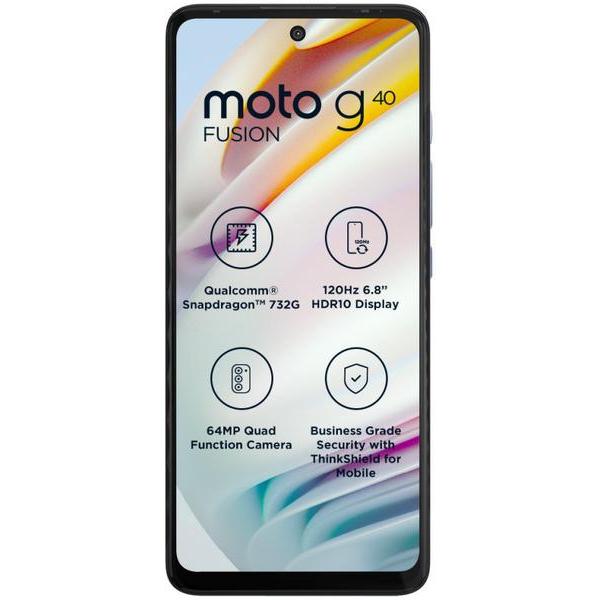 moto g 40
FUSION
120Hz
Qualcomm®
Snapdragon™ 732G
120Hz 6.8”
HDR10 Display
64MP Quad
Function Camera
Business Grade
Security with
ThinkShield for
Mobile